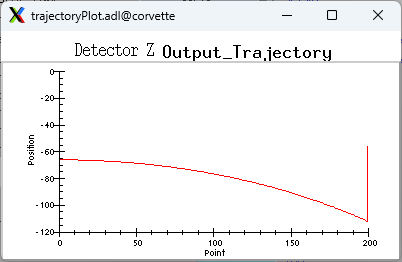 trajectoryPlot.adl@corvette
Detector Z Output_Trajectory
Position
0
-20
-40
-60
-80
-100
-120
0 50 100 150 200
Point